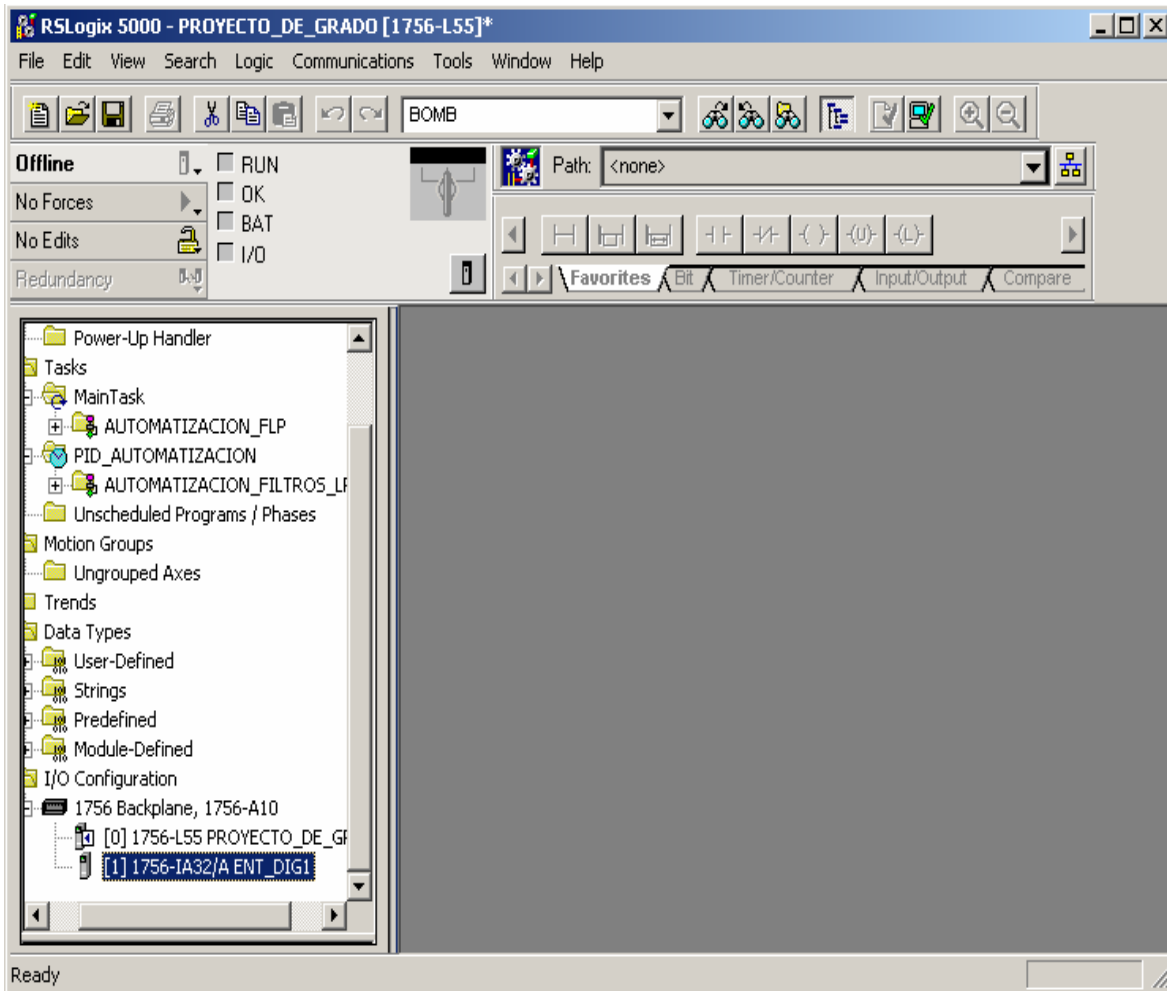 RSLogix 5000 - PROYECTO_DE_GRADO [1756-L55]*
File Edit View Search Logic Communications Tools Window Help
BOMB
Offline
RUN
Path: <none>
No Forces
OK
No Edits
BAT
I/O
Redundancy
Favorites Bit Timer/Counter Input/Output Compare
Power-Up Handler
Tasks
MainTask
AUTOMATIZACION_FLP
PID_AUTOMATIZACION
AUTOMATIZACION_FILTROS_LF
Unscheduled Programs / Phases
Motion Groups
Ungrouped Axes
Trends
Data Types
User-Defined
Strings
Predefined
Module-Defined
I/O Configuration
1756 Backplane, 1756-A10
[0] 1756-L55 PROYECTO_DE_GR
[1] 1756-IA32/A ENT_DIG1
Ready